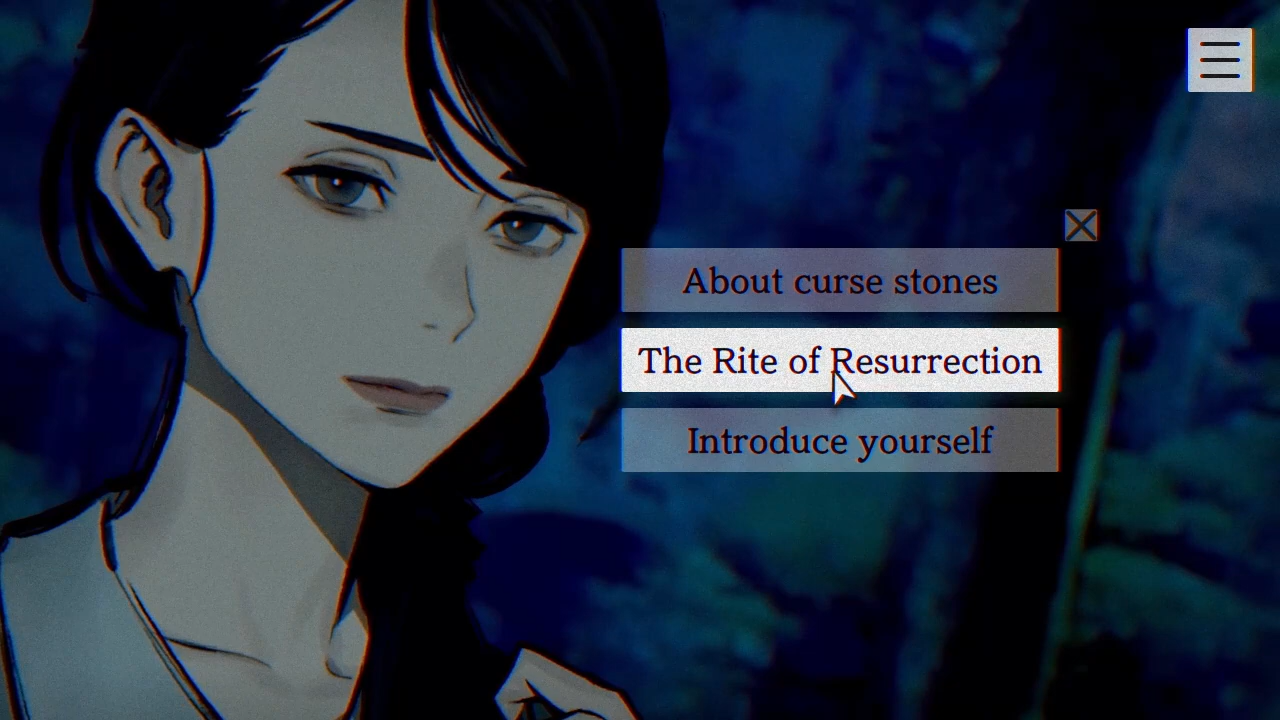 About curse stones
The Rite of Resurrection
Introduce yourself